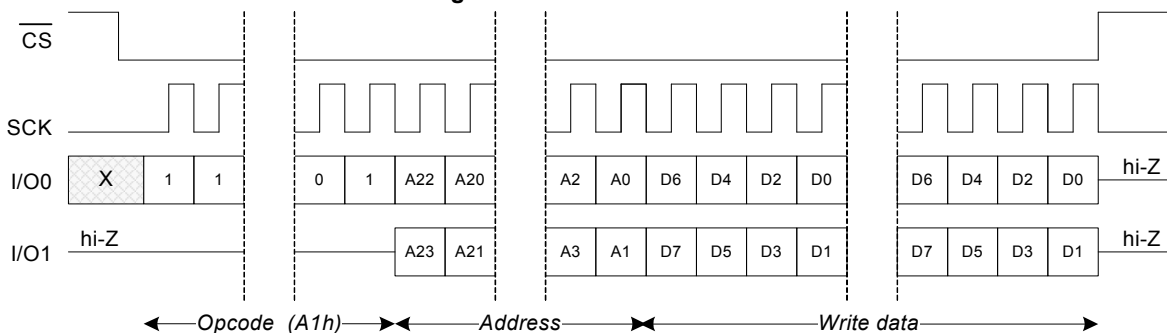 CS
SCK
I/O0 X 1 1 0 1 A22 A20 A2 A0 D6 D4 D2 D0 D6 D4 D2 D0 hi-Z
I/O1 hi-Z A23 A21 A3 A1 D7 D5 D3 D1 D7 D5 D3 D1 hi-Z
Opcode (A1h) Address Write data